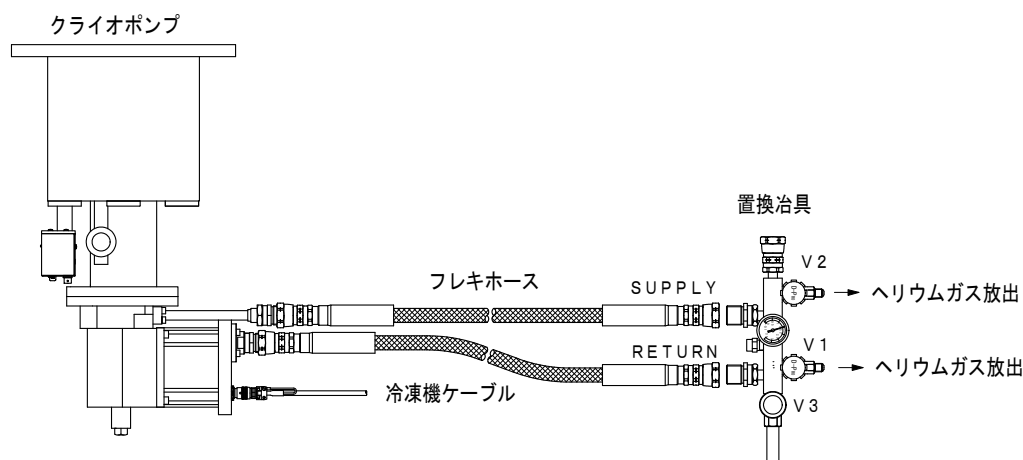 クライオポンプ
置換冶具
V2
フレキホース
SUPPLY
ヘリウムガス放出
V1
RETURN
ヘリウムガス放出
冷凍機ケーブル
V3